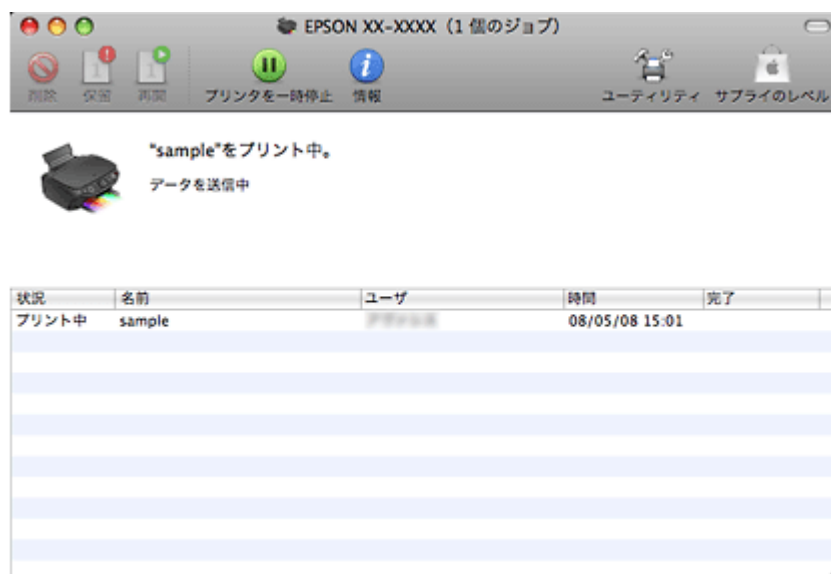 EPSON XX-XXXX（1 個のジョブ）
削除 保留 再開 プリンタを一時停止 情報 ユーティリティ サプライのレベル
"sample"をプリント中。
データを送信中
状況 名前 ユーザ 時間 完了
プリント中 sample 08/05/08 15:01